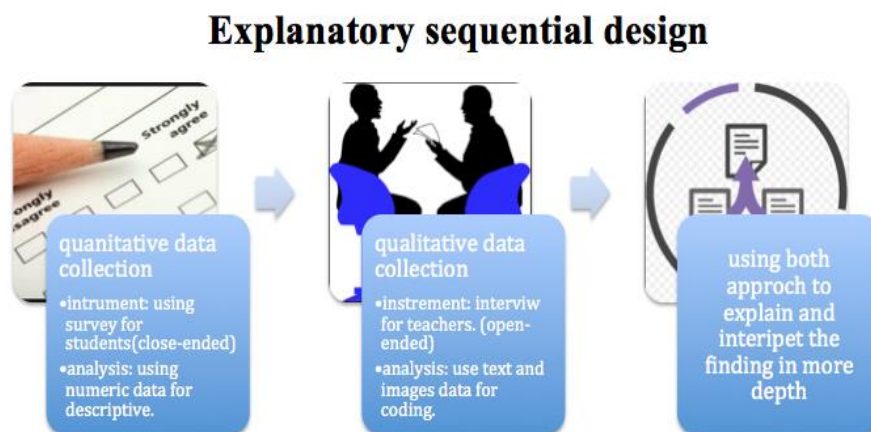 Explanatory sequential design
Strongly
agree
quanitative data
collection
•intrument: using
survey for
students(close-ended)
•analysis: using
numeric data for
descriptive.
qualitative data
collection
•instrement: interviw
for teachers. (open-
ended)
•analysis: use text and
images data for
coding.
using both
approch to
explain and
interipet the
finding in more
depth